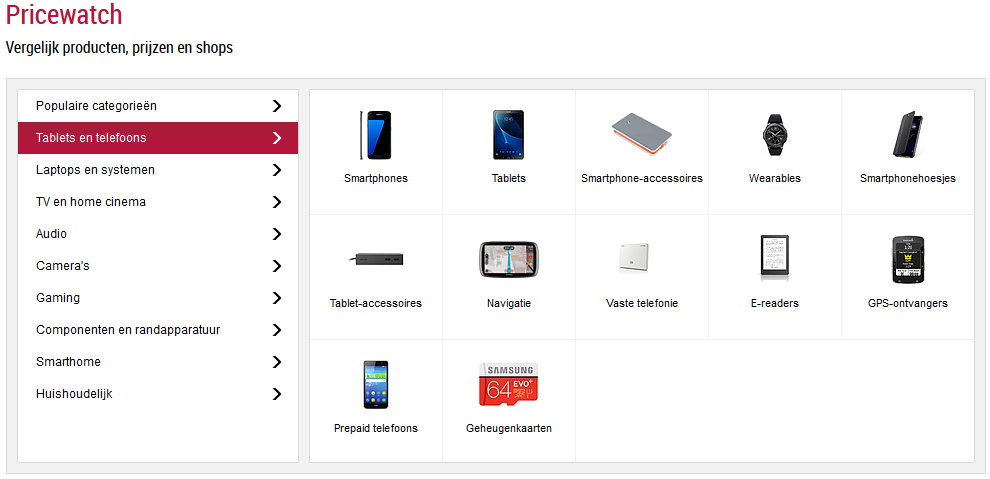 Pricewatch
Vergelijk producten, prijzen en shops
Populaire categorieën
Tablets en telefoons
Laptops en systemen
TV en home cinema
Audio
Camera's
Gaming
Componenten en randapparatuur
Smarthome
Huishoudelijk
Smartphones
Tablets
Smartphone-accessoires
Wearables
Smartphonehoesjes
Tablet-accessoires
Navigatie
Vaste telefonie
E-readers
GPS-ontvangers
Prepaid telefoons
SAMSUNG
64 EVO+
Geheugenkaarten